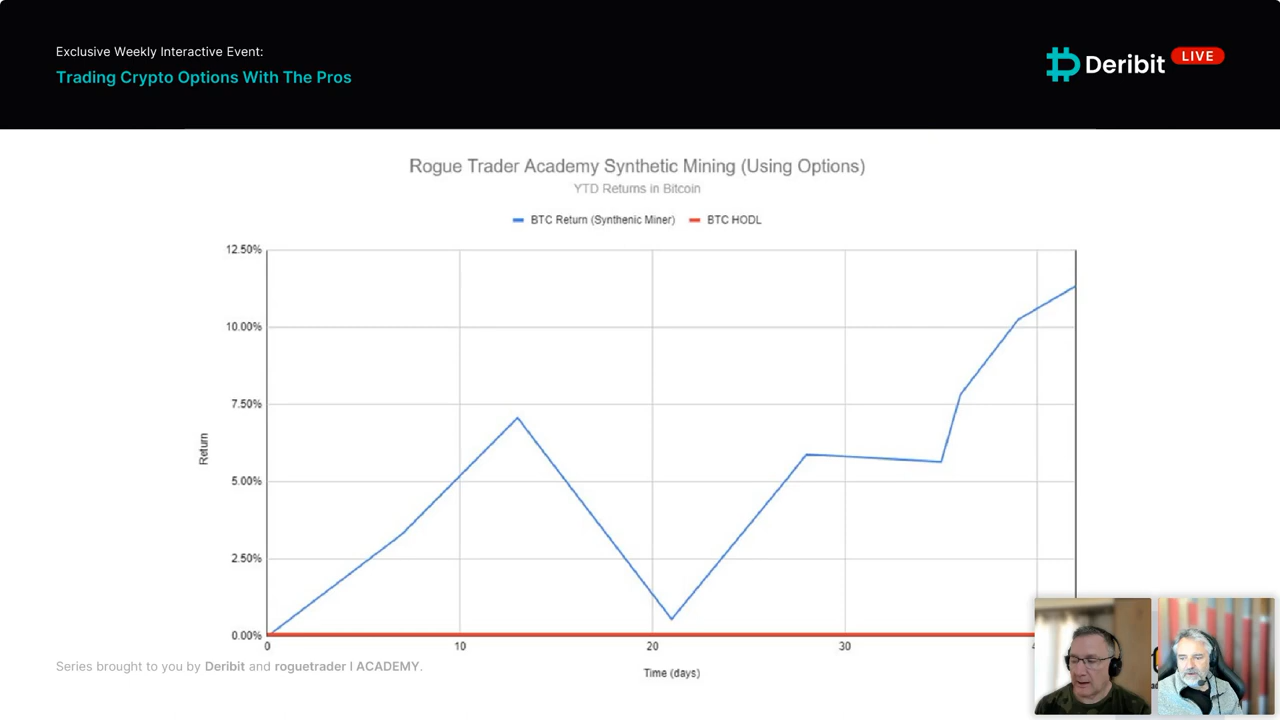 Exclusive Weekly Interactive Event:
Trading Crypto Options With The Pros
Deribit LIVE
Rogue Trader Academy Synthetic Mining (Using Options)
YTD Returns in Bitcoin
BTC Return (Synthenic Miner) BTC HODL
12.50%
10.00%
7.50%
5.00%
2.50%
0.00%
Return
0 10 20 30
Time (days)
Series brought to you by Deribit and roguetrader | ACADEMY.